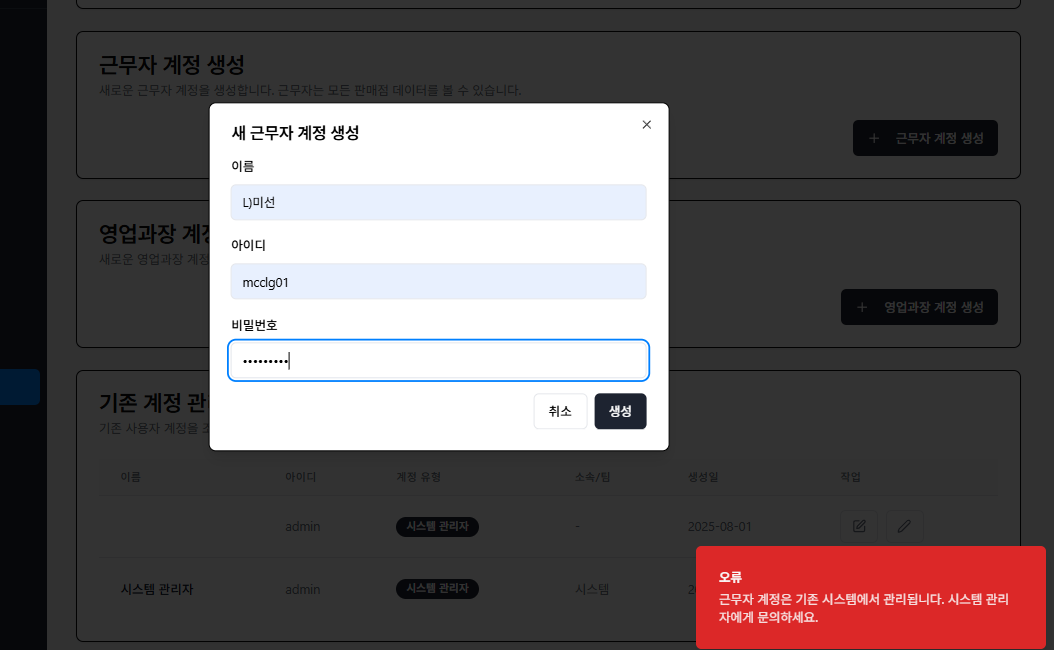 근무자 계정 생성
새로운 근무자 계정을 생성합니다. 근무자는 모든 판매점 데이터를 볼 수 있습니다.
+ 근무자 계정 생성
새 근무자 계정 생성
×
이름
L)미선
아이디
mcclg01
비밀번호
•••••••••
취소
생성
영업과장 계정
새로운 영업과장 계정
+ 영업과장 계정 생성
기존 계정 관
기존 사용자 계정을 조
이름 아이디 계정 유형 소속/팀 생성일 작업
admin 시스템 관리자 - 2025-08-01
시스템 관리자 admin 시스템 관리자 시스템
오류
근무자 계정은 기존 시스템에서 관리됩니다. 시스템 관리
자에게 문의하세요.